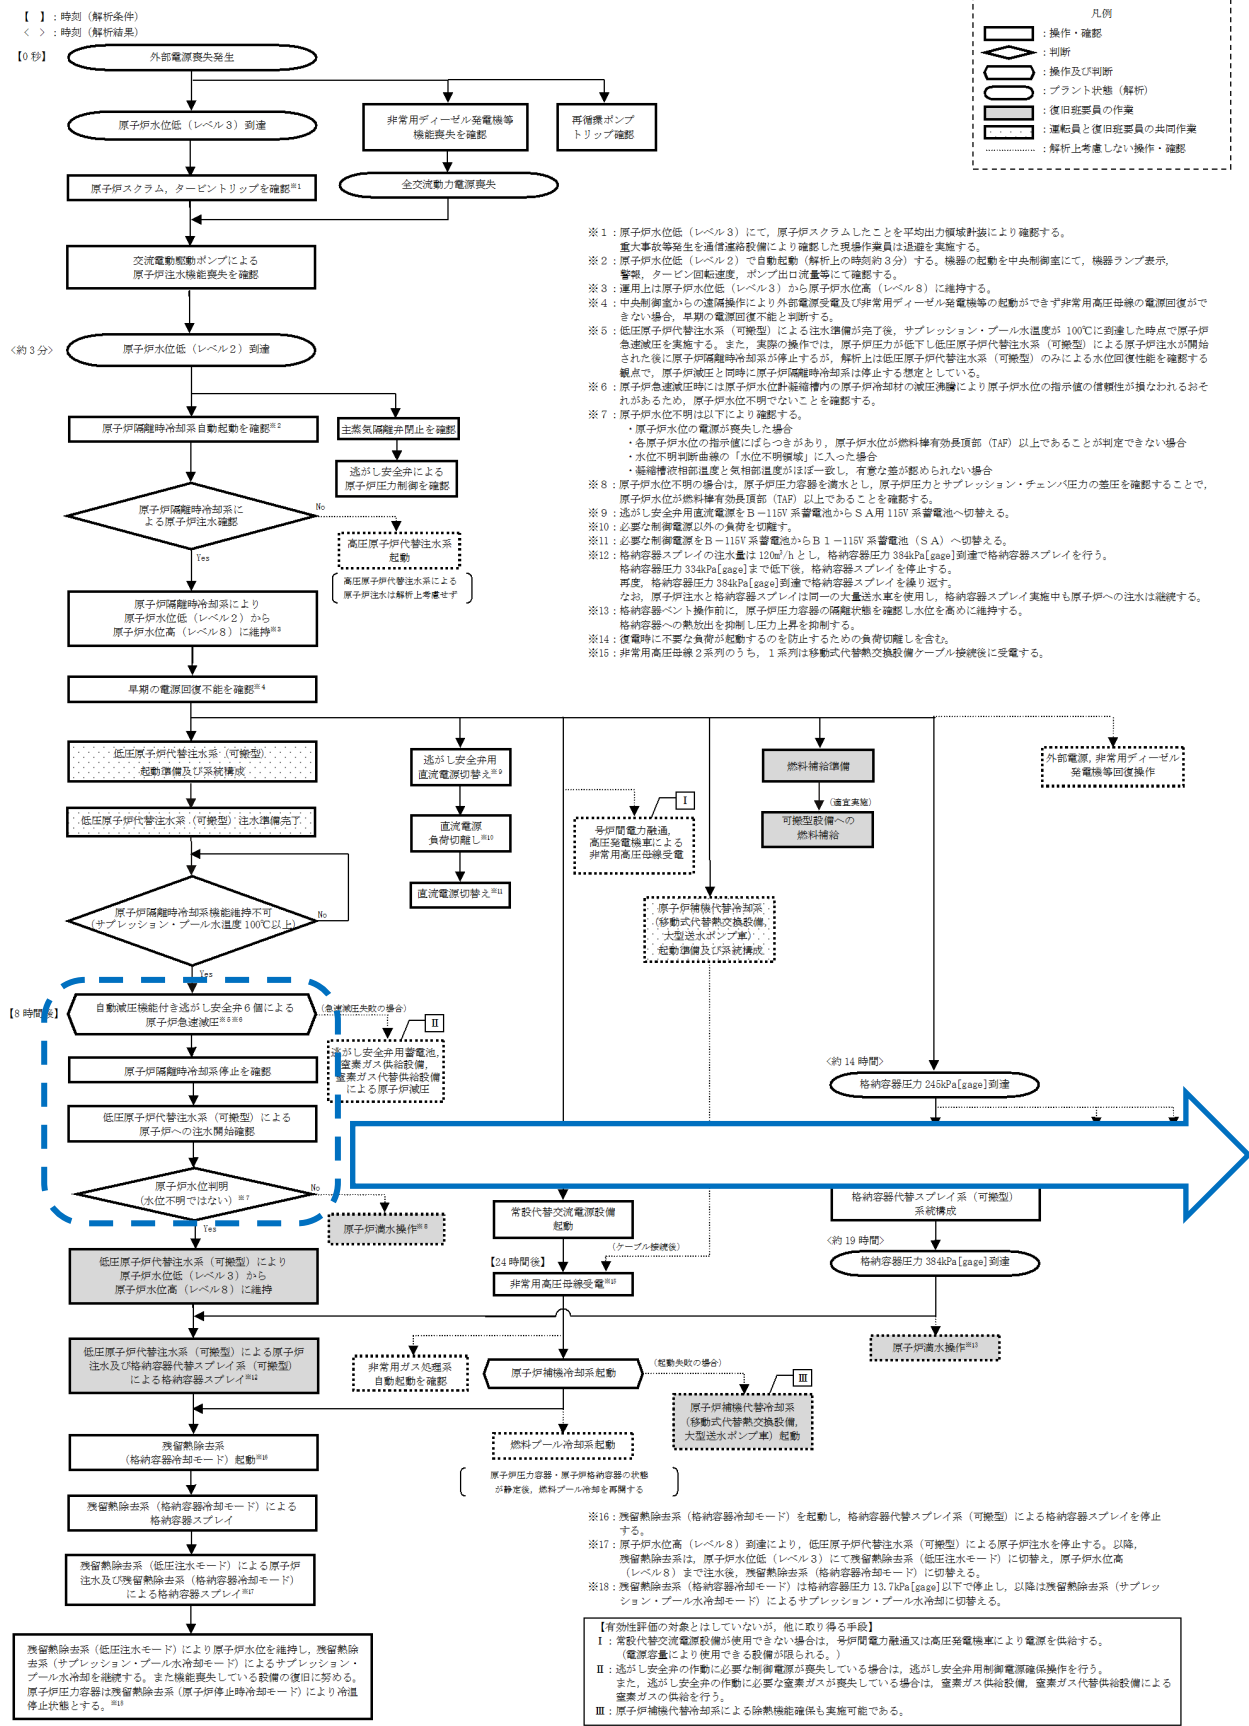 【　】：時刻（解析条件）
＜　＞：時刻（解析結果）
【0秒】
外部電源喪失発生
原子炉水位低（レベル３）到達
非常用ディーゼル発電機等
機能喪失を確認
再循環ポンプ
トリップ確認
原子炉スクラム，タービントリップを確認※1
全交流動力電源喪失
交流電動駆動ポンプによる
原子炉注水機能喪失を確認
<約３分>
原子炉水位低（レベル２）到達
原子炉隔離時冷却系自動起動を確認※2
主蒸気隔離弁閉止を確認
逃がし安全弁による
原子炉圧力制御を確認
原子炉隔離時冷却系に
よる原子炉注水確認
No
Yes
高圧原子炉代替注水系
起動
高圧原子炉代替注水系による
原子炉注水は解析上考慮せず
原子炉隔離時冷却系により
原子炉水位低（レベル２）から
原子炉水位高（レベル８）に維持※3
早期の電源回復不能を確認※4
凡例
：操作・確認
：判断
：操作及び判断
：プラント状態（解析）
：復旧班要員の作業
：運転員と復旧班要員の共同作業
：解析上考慮しない操作・確認
※１：原子炉水位低（レベル３）にて，原子炉スクラムしたことを平均出力領域計装により確認する。
重大事故等発生を通信連絡設備により確認した現場作業員は退避を実施する。
※２：原子炉水位低（レベル２）で自動起動（解析上の時刻約３分）する。機器の起動を中央制御室にて，機器ランプ表示，
警報，タービン回転速度，ポンプ出口流量等にて確認する。
※３：運用上は原子炉水位低（レベル３）から原子炉水位高（レベル８）に維持する。
※４：中央制御室からの遠隔操作により外部電源受電及び非常用ディーゼル発電機等の起動ができず非常用高圧母線の電源回復がで
きない場合，早期の電源回復不能と判断する。
※５：低圧原子炉代替注水系（可搬型）による注水準備が完了後，サプレッション・プール水温度が 100℃に到達した時点で原子炉
急速減圧を実施する。また，実際の操作では，原子炉圧力が低下し低圧原子炉代替注水系（可搬型）による原子炉注水が開始
された後に原子炉隔離時冷却系が停止するが，解析上は低圧原子炉代替注水系（可搬型）のみによる水位回復性能を確認する
観点で，原子炉減圧と同時に原子炉隔離時冷却系は停止する想定としている。
※６：原子炉急速減圧時には原子炉水位計凝縮槽内の原子炉冷却材の減圧沸騰により原子炉水位の指示値の信頼性が損なわれるおそ
れがあるため，原子炉水位不明でないことを確認する。
※７：原子炉水位不明は以下により確認する。
・原子炉水位の電源が喪失した場合
・各原子炉水位の指示値にばらつきがあり，原子炉水位が燃料棒有効長頂部（TAF）以上であることが判定できない場合
・水位不明判断曲線の「水位不明領域」に入った場合
・凝縮槽液相部温度と気相部温度がほぼ一致し，有意な差が認められない場合
※８：原子炉水位不明の場合は，原子炉圧力容器を満水とし，原子炉圧力とサプレッション・チェンバ圧力の差圧を確認することで，
原子炉水位が燃料棒有効長頂部（TAF）以上であることを確認する。
※９：逃がし安全弁用直流電源をＢ－115V 系蓄電池からＳＡ用 115V 系蓄電池へ切替える。
※10：必要な制御電源以外の負荷を切離す。
※11：必要な制御電源をＢ－115V 系蓄電池からＢ１－115V 系蓄電池（ＳＡ）へ切替える。
※12：格納容器スプレイの注水量は 120m³/h とし，格納容器圧力 384kPa[gage]到達で格納容器スプレイを行う。
格納容器圧力 334kPa[gage]まで低下後，格納容器スプレイを停止する。
再度，格納容器圧力 384kPa[gage]到達で格納容器スプレイを繰り返す。
なお，原子炉注水と格納容器スプレイは同一の大量送水車を使用し，格納容器スプレイ実施中も原子炉への注水は継続する。
※13：格納容器ベント操作前に，原子炉圧力容器の隔離状態を確認し水位を高めに維持する。
格納容器への熱放出を抑制し圧力上昇を抑制する。
※14：復電時に不要な負荷が起動するのを防止するための負荷切離しを含む。
※15：非常用高圧母線２系列のうち，１系列は移動式代替熱交換設備ケーブル接続後に受電する。
低圧原子炉代替注水系（可搬型）
起動準備及び系統構成
低圧原子炉代替注水系（可搬型）注水準備完了
原子炉隔離時冷却系機能維持不可
（サプレッション・プール水温度 100℃以上）
No
Yes
逃がし安全弁用
直流電源切替え※9
直流電源
負荷切離し※10
直流電源切替え※11
Ⅰ
号炉間電力融通，
高圧発電機車による
非常用高圧母線受電
原子炉補機代替冷却系
（移動式代替熱交換設備，
大型送水ポンプ車）
起動準備及び系統構成
燃料補給準備
（適宜実施）
可搬型設備への
燃料補給
外部電源，非常用ディーゼル
発電機等回復操作
【8時間後】
自動減圧機能付き逃がし安全弁６個による
原子炉急速減圧※5※6
（急速減圧失敗の場合）
Ⅱ
逃がし安全弁用蓄電池，
窒素ガス供給設備，
窒素ガス代替供給設備
による原子炉減圧
原子炉隔離時冷却系停止を確認
低圧原子炉代替注水系（可搬型）による
原子炉への注水開始確認
原子炉水位判明
（水位不明ではない）※7
No
Yes
原子炉満水操作※8
<約14時間>
格納容器圧力 245kPa[gage]到達
格納容器代替スプレイ系（可搬型）
系統構成
<約19時間>
格納容器圧力 384kPa[gage]到達
原子炉満水操作※13
常設代替交流電源設備
起動
（ケーブル接続後）
【24時間後】
非常用高圧母線受電※15
低圧原子炉代替注水系（可搬型）により
原子炉水位低（レベル３）から
原子炉水位高（レベル８）に維持
低圧原子炉代替注水系（可搬型）による原子炉
注水及び格納容器代替スプレイ系（可搬型）
による格納容器スプレイ※12
非常用ガス処理系
自動起動を確認
原子炉補機冷却系起動
（起動失敗の場合）
Ⅲ
原子炉補機代替冷却系
（移動式代替熱交換設備，
大型送水ポンプ車）起動
燃料プール冷却系起動
原子炉圧力容器・原子炉格納容器の状態
が静定後，燃料プール冷却を再開する
残留熱除去系
（格納容器冷却モード）起動※16
残留熱除去系（格納容器冷却モード）による
格納容器スプレイ
残留熱除去系（低圧注水モード）による原子炉
注水及び残留熱除去系（格納容器冷却モード）
による格納容器スプレイ※17
残留熱除去系（低圧注水モード）により原子炉水位を維持し，残留熱除
去系（サプレッション・プール水冷却モード）によるサプレッション・
プール水冷却を継続する。また機能喪失している設備の復旧に努める。
原子炉圧力容器は残留熱除去系（原子炉停止時冷却モード）により冷温
停止状態とする。※18
※16：残留熱除去系（格納容器冷却モード）を起動し，格納容器代替スプレイ系（可搬型）による格納容器スプレイを停止
する。
※17：原子炉水位高（レベル８）到達により，低圧原子炉代替注水系（可搬型）による原子炉注水を停止する。以降，
残留熱除去系は，原子炉水位低（レベル３）にて残留熱除去系（低圧注水モード）に切替え，原子炉水位高
（レベル８）まで注水後，残留熱除去系（格納容器冷却モード）に切替える。
※18：残留熱除去系（格納容器冷却モード）は格納容器圧力 13.7kPa[gage]以下で停止し，以降は残留熱除去系（サプレッ
ション・プール水冷却モード）によるサプレッション・プール水冷却に切替える。
【有効性評価の対象とはしていないが，他に取り得る手段】
Ⅰ：常設代替交流電源設備が使用できない場合は，号炉間電力融通又は高圧発電機車により電源を供給する。
（電源容量により使用できる設備が限られる。）
Ⅱ：逃がし安全弁の作動に必要な制御電源が喪失している場合は，逃がし安全弁用制御電源確保操作を行う。
また，逃がし安全弁の作動に必要な窒素ガスが喪失している場合は，窒素ガス供給設備，窒素ガス代替供給設備による
窒素ガスの供給を行う。
Ⅲ：原子炉補機代替冷却系による除熱機能確保も実施可能である。